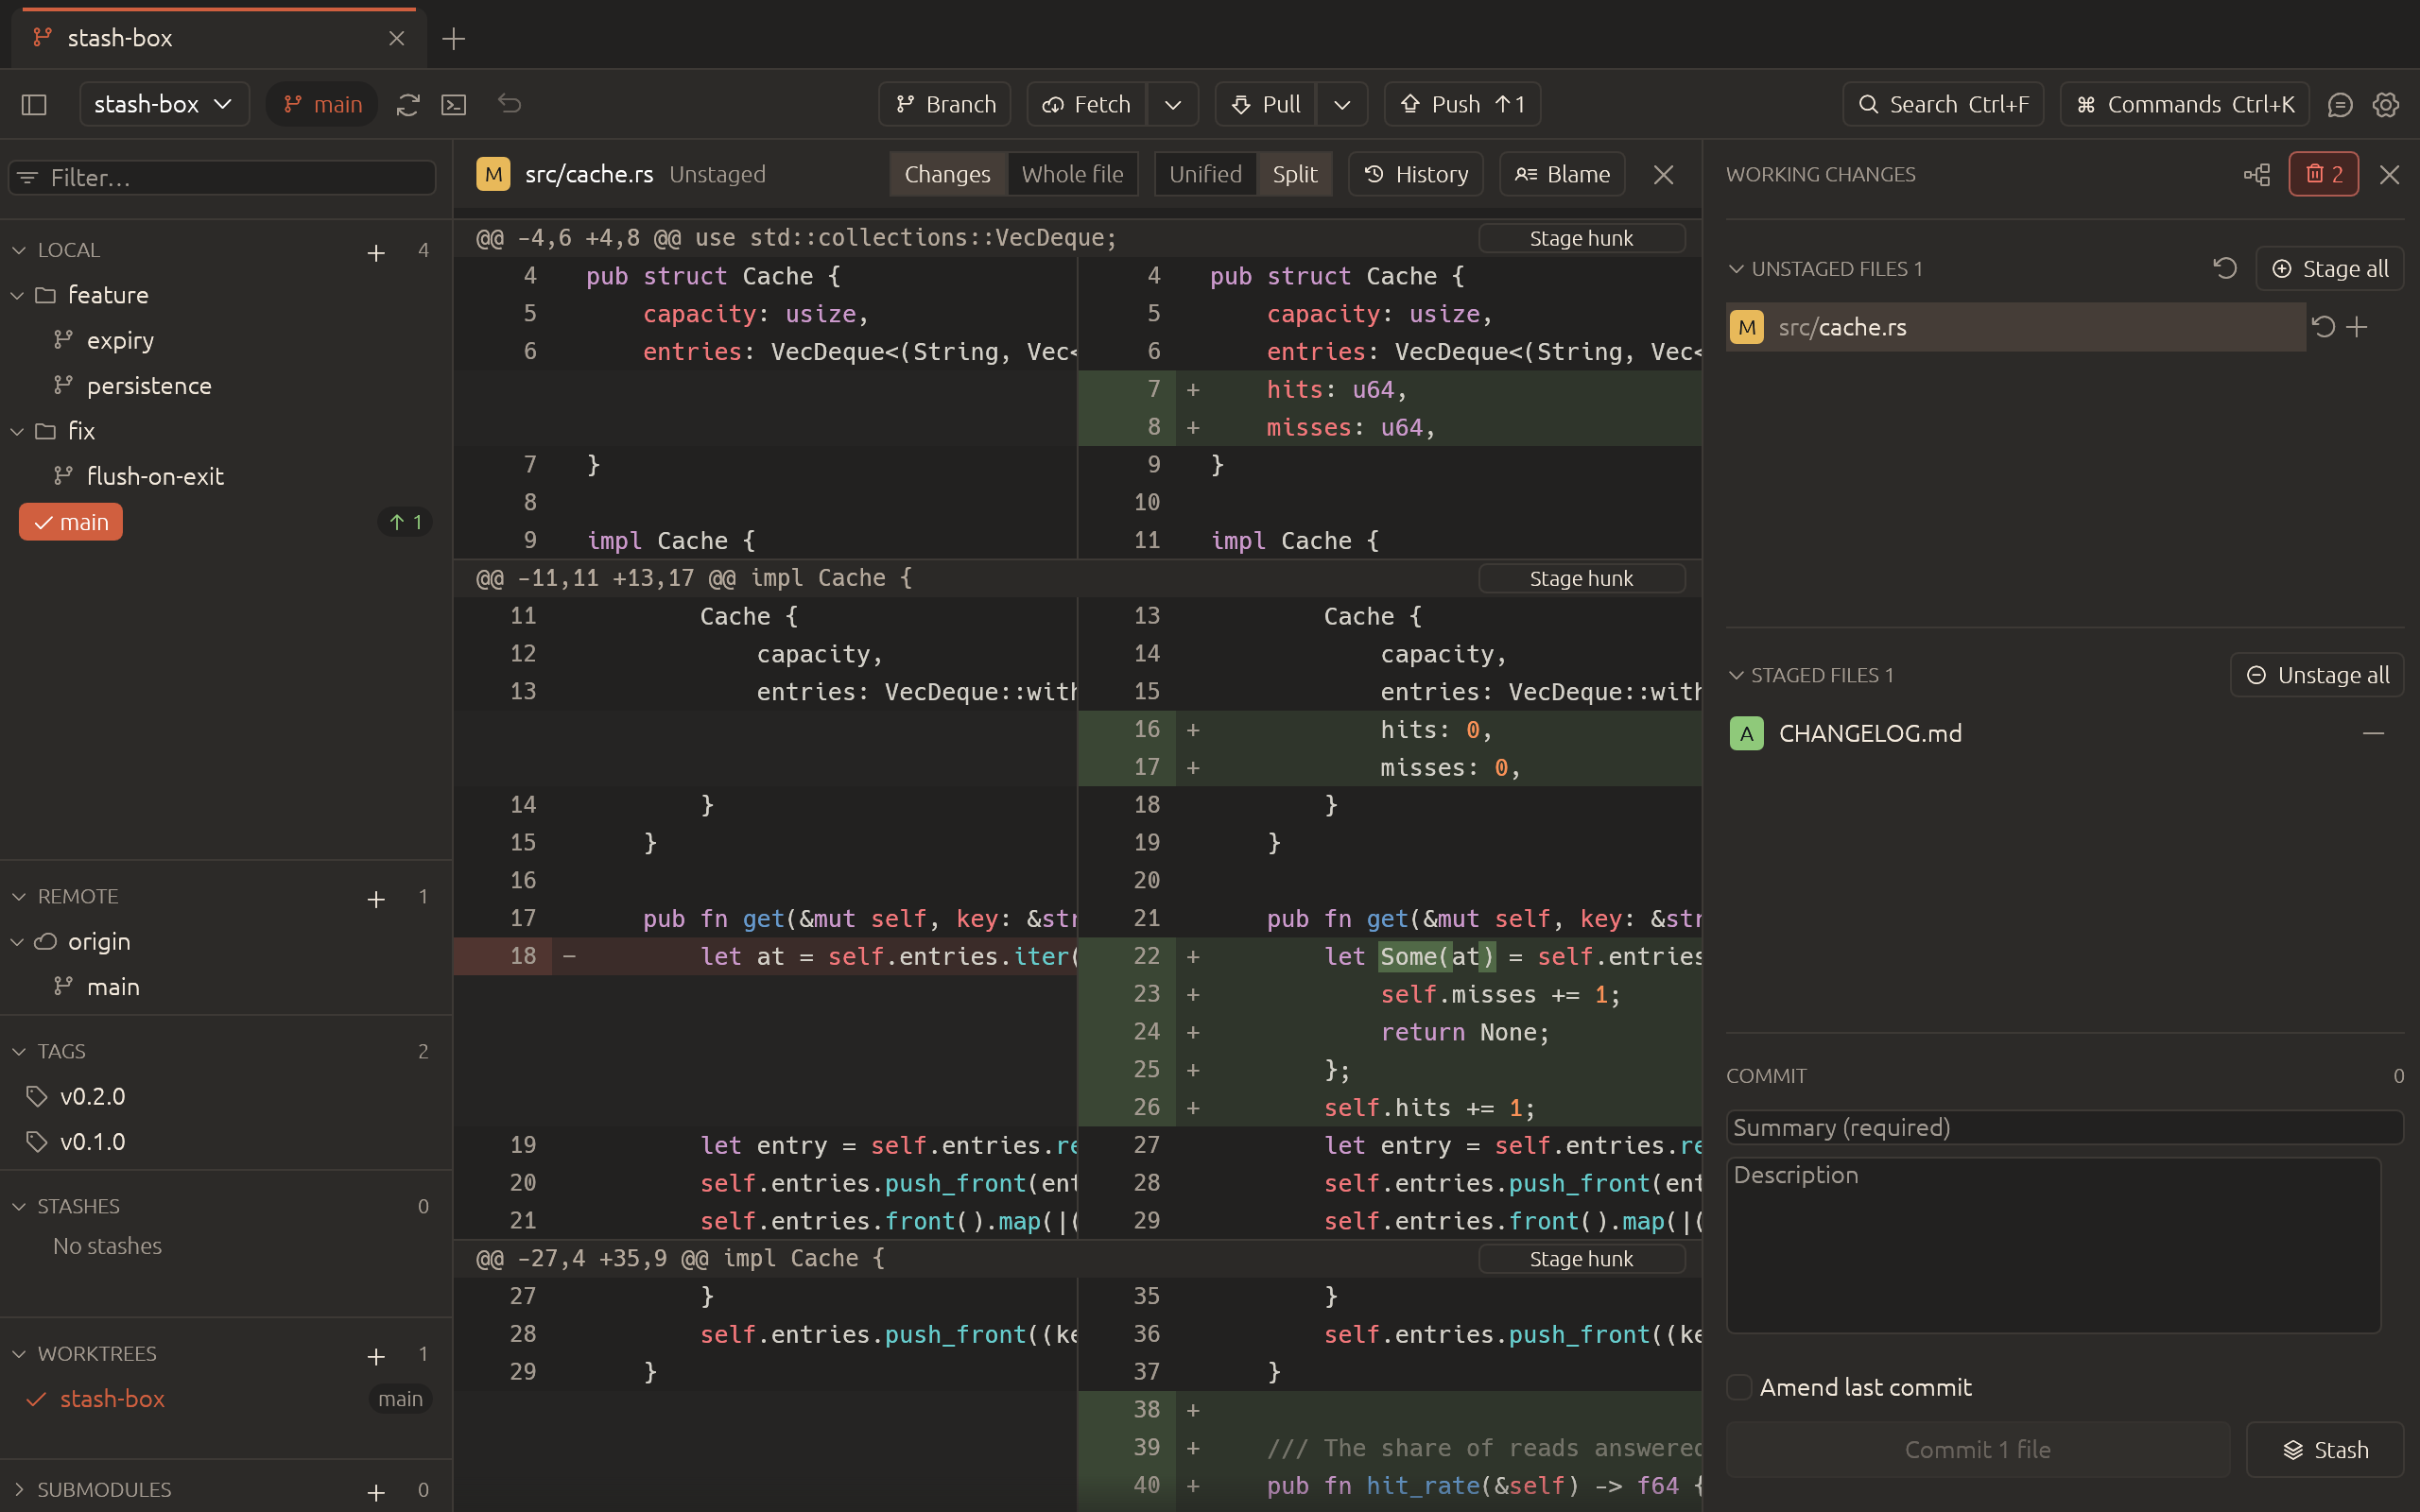 stash-box
stash-box main Branch Fetch Pull Push ↑1 Search Ctrl+F Commands Ctrl+K
Filter…
LOCAL 4
feature
expiry
persistence
fix
flush-on-exit
main ↑ 1
REMOTE 1
origin
main
TAGS 2
v0.2.0
v0.1.0
STASHES 0
No stashes
WORKTREES 1
stash-box main
SUBMODULES 0
M src/cache.rs Unstaged Changes Whole file Unified Split History Blame
@@ -4,6 +4,8 @@ use std::collections::VecDeque; Stage hunk
4 pub struct Cache { 4 pub struct Cache {
5 capacity: usize, 5 capacity: usize,
6 entries: VecDeque<(String, Vec< 6 entries: VecDeque<(String, Vec<
7 + hits: u64,
8 + misses: u64,
7 } 9 }
8 10
9 impl Cache { 11 impl Cache {
@@ -11,11 +13,17 @@ impl Cache { Stage hunk
11 Cache { 13 Cache {
12 capacity, 14 capacity,
13 entries: VecDeque::with 15 entries: VecDeque::with
16 + hits: 0,
17 + misses: 0,
14 } 18 }
15 } 19 }
16 20
17 pub fn get(&mut self, key: &str 21 pub fn get(&mut self, key: &str
18 − let at = self.entries.iter( 22 + let Some(at) = self.entries
23 + self.misses += 1;
24 + return None;
25 + };
26 + self.hits += 1;
19 let entry = self.entries.re 27 let entry = self.entries.re
20 self.entries.push_front(ent 28 self.entries.push_front(ent
21 self.entries.front().map(|( 29 self.entries.front().map(|(
@@ -27,4 +35,9 @@ impl Cache { Stage hunk
27 } 35 }
28 self.entries.push_front((ke 36 self.entries.push_front((ke
29 } 37 }
38 +
39 + /// The share of reads answered
40 + pub fn hit_rate(&self) -> f64 {
WORKING CHANGES 2
UNSTAGED FILES 1 Stage all
M src/cache.rs
STAGED FILES 1 Unstage all
A CHANGELOG.md
COMMIT 0
Summary (required)
Description
Amend last commit
Commit 1 file Stash